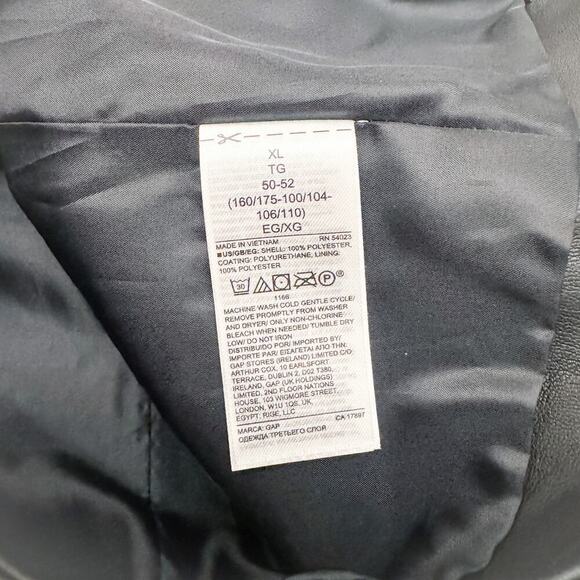 XL
TG
50-52
(160/175-100/104-
106/110)
EG/XG
MADE IN VIETNAM RN 54023
■US/GB/EG: SHELL: 100% POLYESTER,
COATING: POLYURETHANE, LINING:
100% POLYESTER
30 P
1166
MACHINE WASH COLD GENTLE CYCLE/
REMOVE PROMPTLY FROM WASHER
AND DRYER/ ONLY NON-CHLORINE
BLEACH WHEN NEEDED/ TUMBLE DRY
LOW/ DO NOT IRON
DISTRIBUIDO POR/ IMPORTED BY/
IMPORTE PAR/ ΕΙΣΑΓΕΤΑΙ ΑΠΟ ΤΗΝ:
GAP STORES (IRELAND) LIMITED C/O:
ARTHUR COX, 10 EARLSFORT
TERRACE, DUBLIN 2, D02 T380,
IRELAND, GAP (UK HOLDINGS)
LIMITED, 2ND FLOOR NATIONS
HOUSE, 103 WIGMORE STREET,
LONDON, W1U 1QS, UK,
EGYPT: RIGE, LLC
MARCA: GAP CA 17897
ОДЕЖДА ТРЕТЬЕГО СЛОЯ